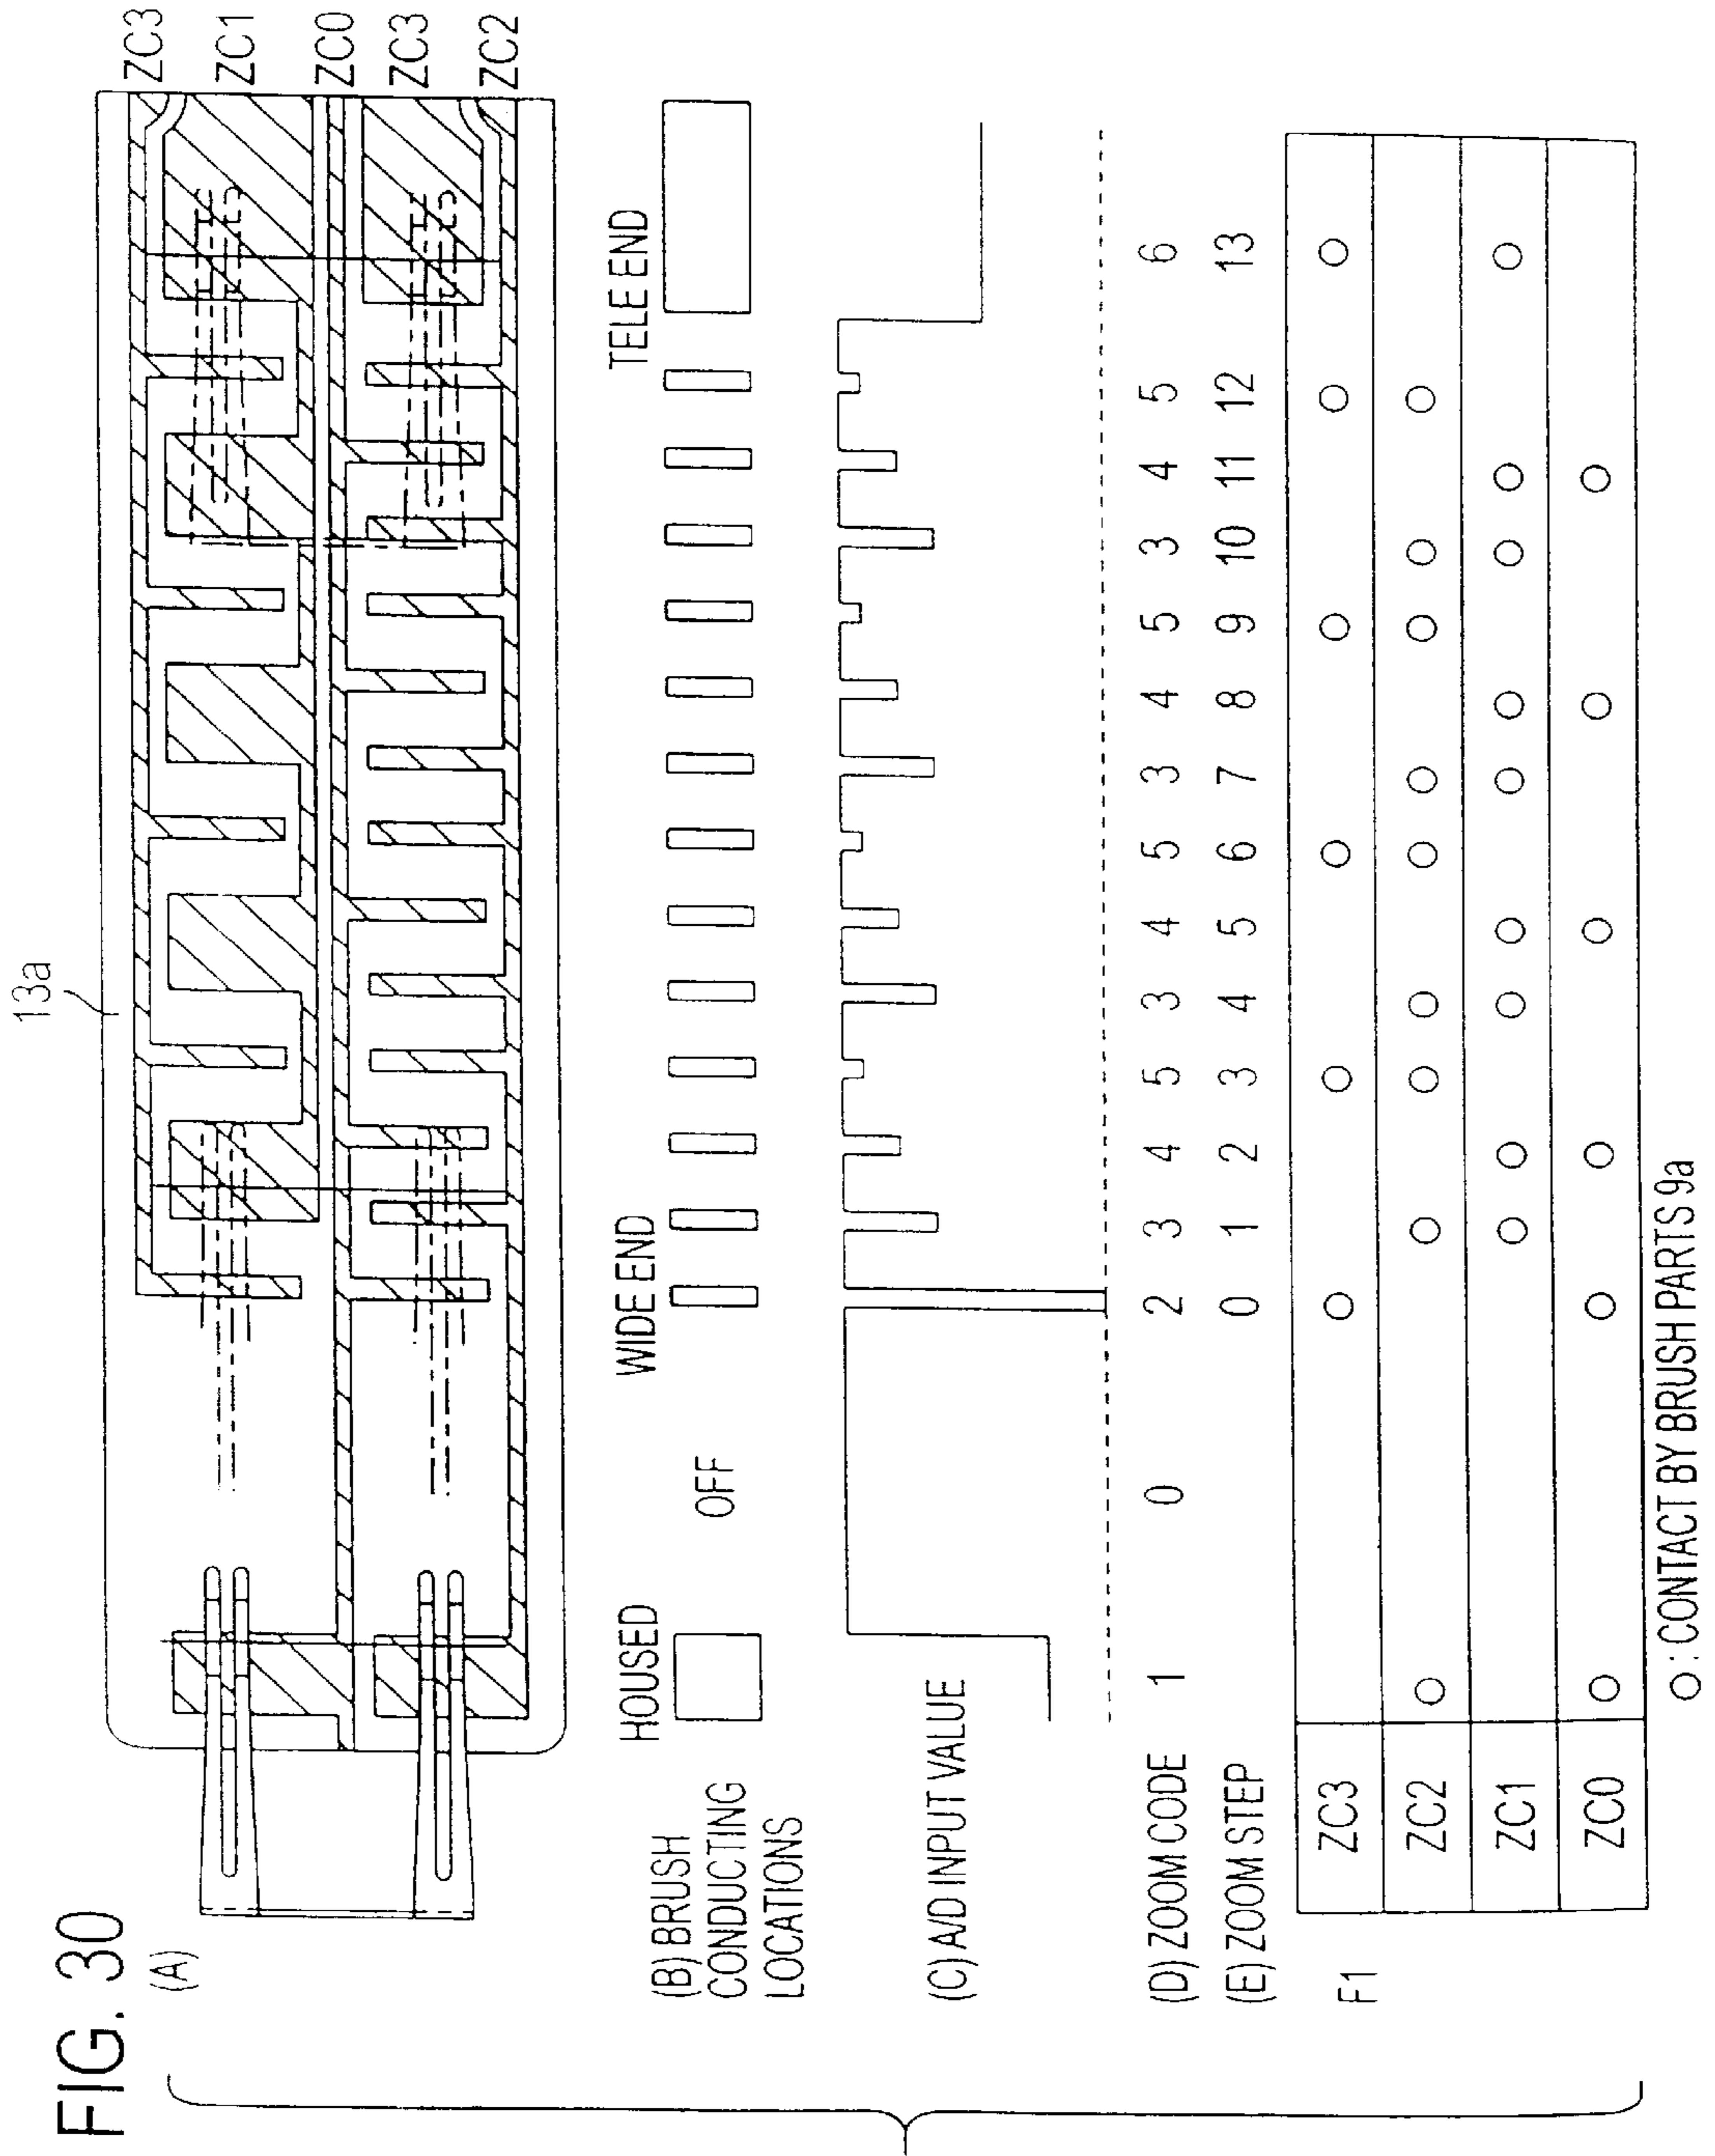 FIG. 30
(A)
13a
ZC3
ZC1
ZC0
ZC3
ZC2
HOUSED OFF WIDE END TELE END
(B) BRUSH
CONDUCTING
LOCATIONS
(C) A/D INPUT VALUE
(D) ZOOM CODE 1 0 2 3 4 5 3 4 5 3 4 5 3 4 5 6
(E) ZOOM STEP 0 1 2 3 4 5 6 7 8 9 10 11 12 13
F1
ZC3 ○ ○ ○ ○ ○ ○
ZC2 ○ ○ ○ ○ ○ ○ ○ ○ ○
ZC1 ○ ○ ○ ○ ○ ○ ○ ○ ○
ZC0 ○ ○ ○ ○ ○ ○
○ : CONTACT BY BRUSH PARTS 9a